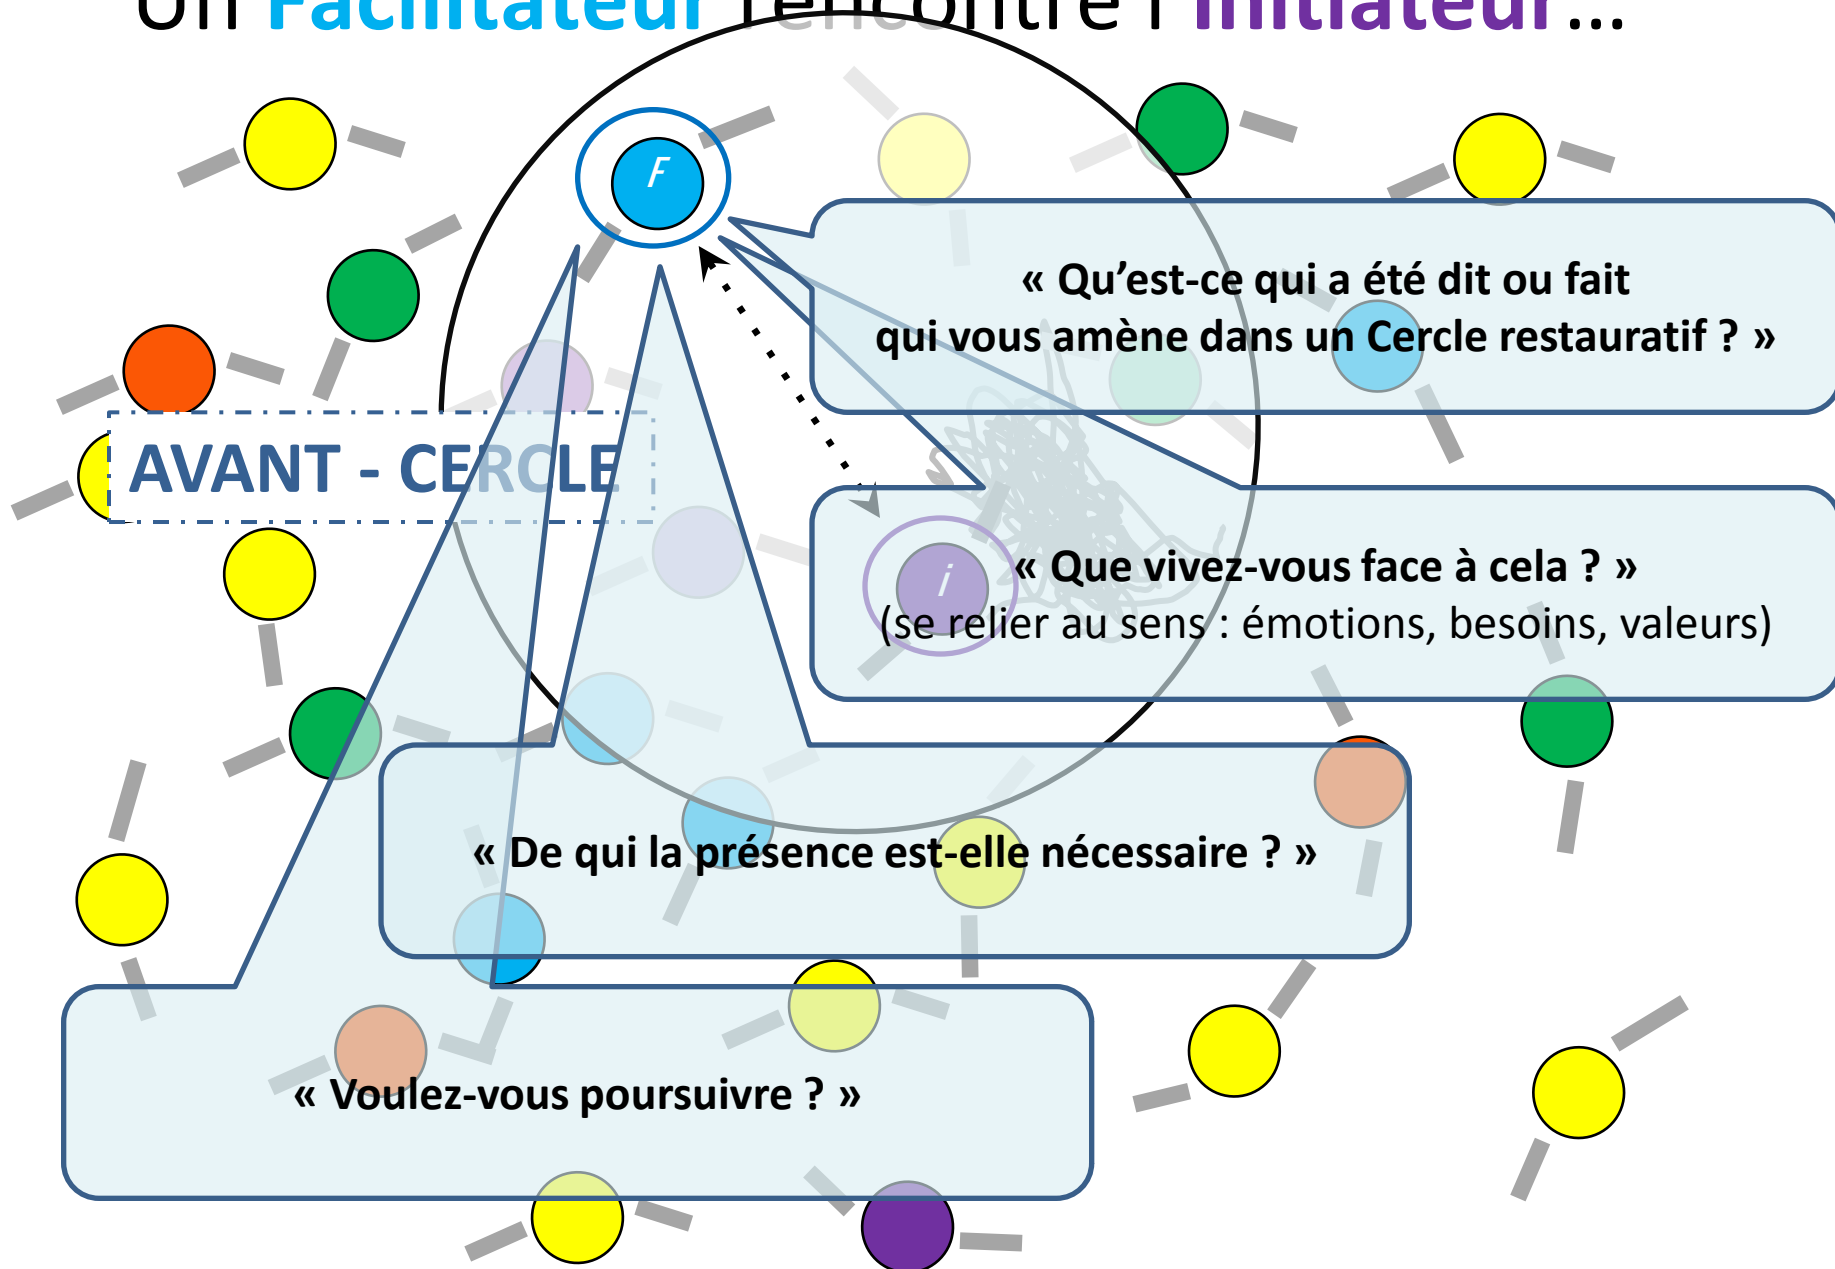 Un Facilitateur rencontre l'Initiateur...
F
« Qu’est-ce qui a été dit ou fait
qui vous amène dans un Cercle restauratif ? »
AVANT - CERCLE
i
« Que vivez-vous face à cela ? »
(se relier au sens : émotions, besoins, valeurs)
« De qui la présence est-elle nécessaire ? »
« Voulez-vous poursuivre ? »